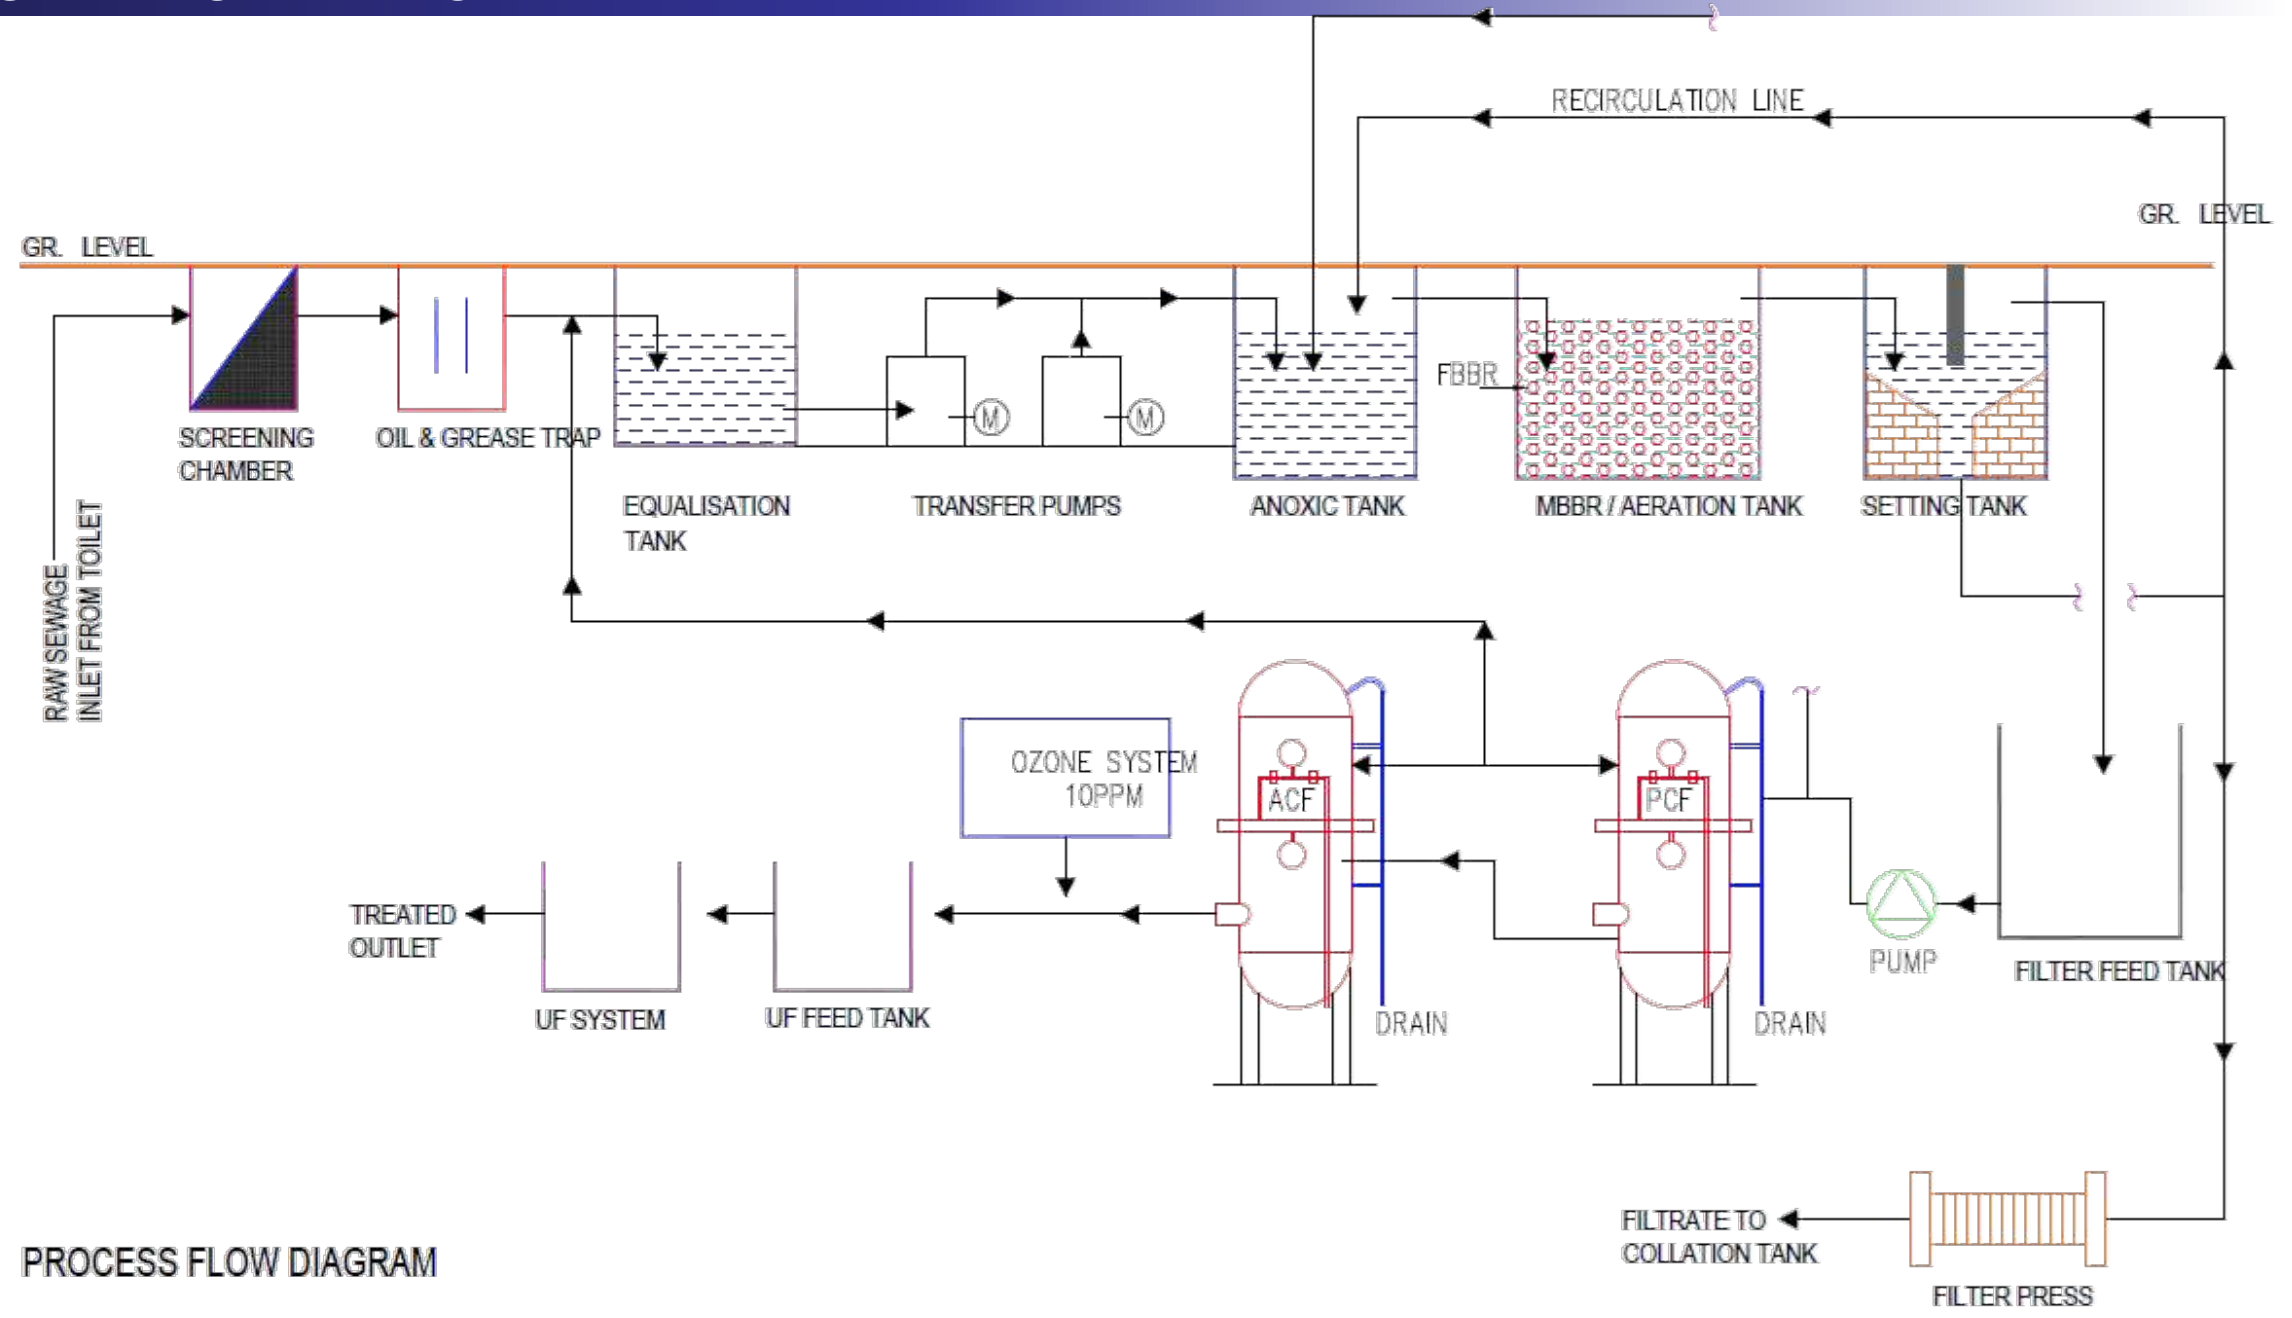 RECIRCULATION LINE
GR. LEVEL
GR. LEVEL
FBBR
M
M
SCREENING
CHAMBER
OIL & GREASE TRAP
EQUALISATION
TANK
TRANSFER PUMPS
ANOXIC TANK
MBBR / AERATION TANK
SETTING TANK
RAW SEWAGE
INLET FROM TOILET
OZONE SYSTEM
10PPM
ACF
PCF
TREATED
OUTLET
UF SYSTEM
UF FEED TANK
DRAIN
DRAIN
PUMP
FILTER FEED TANK
FILTRATE TO
COLLATION TANK
FILTER PRESS
PROCESS FLOW DIAGRAM